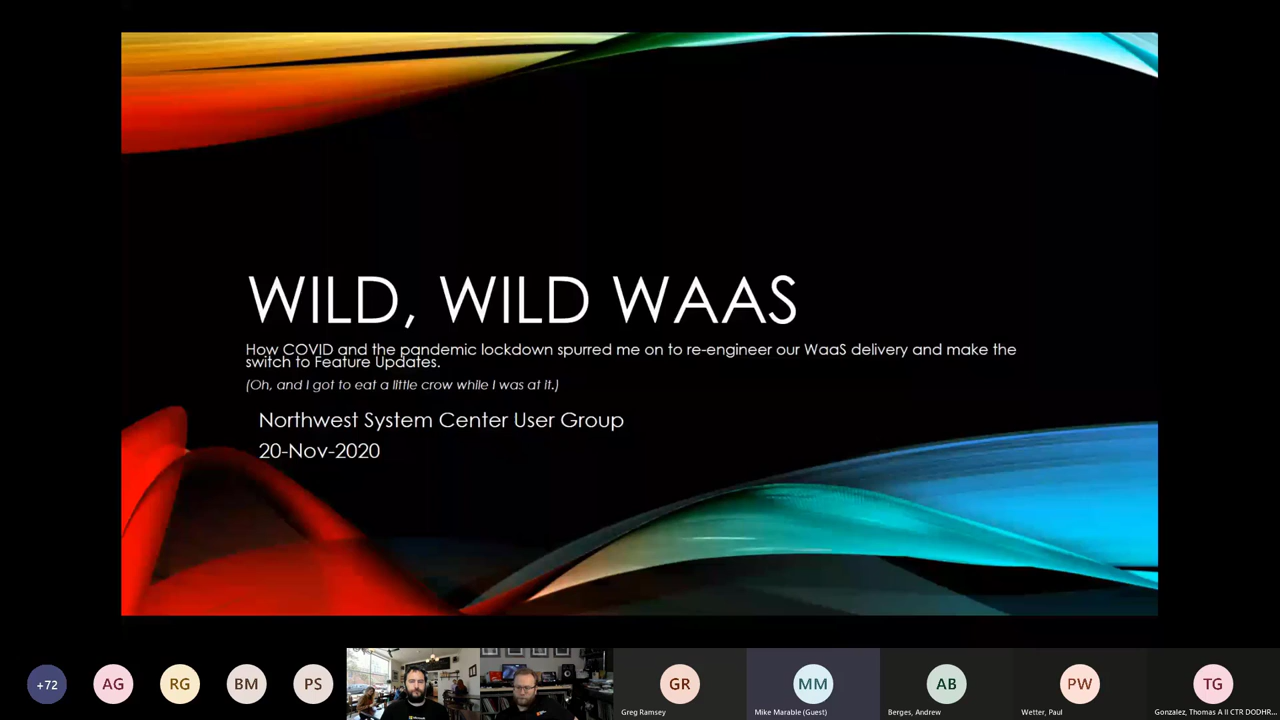 WILD, WILD WAAS
How COVID and the pandemic lockdown spurred me on to re-engineer our WaaS delivery and make the
switch to Feature Updates.
(Oh, and I got to eat a little crow while I was at it.)
Northwest System Center User Group
20-Nov-2020
+72
AG
RG
BM
PS
GR
MM
AB
PW
TG
Greg Ramsey
Mike Marable (Guest)
Berges, Andrew
Wetter, Paul
Gonzalez, Thomas A II CTR DODHR...